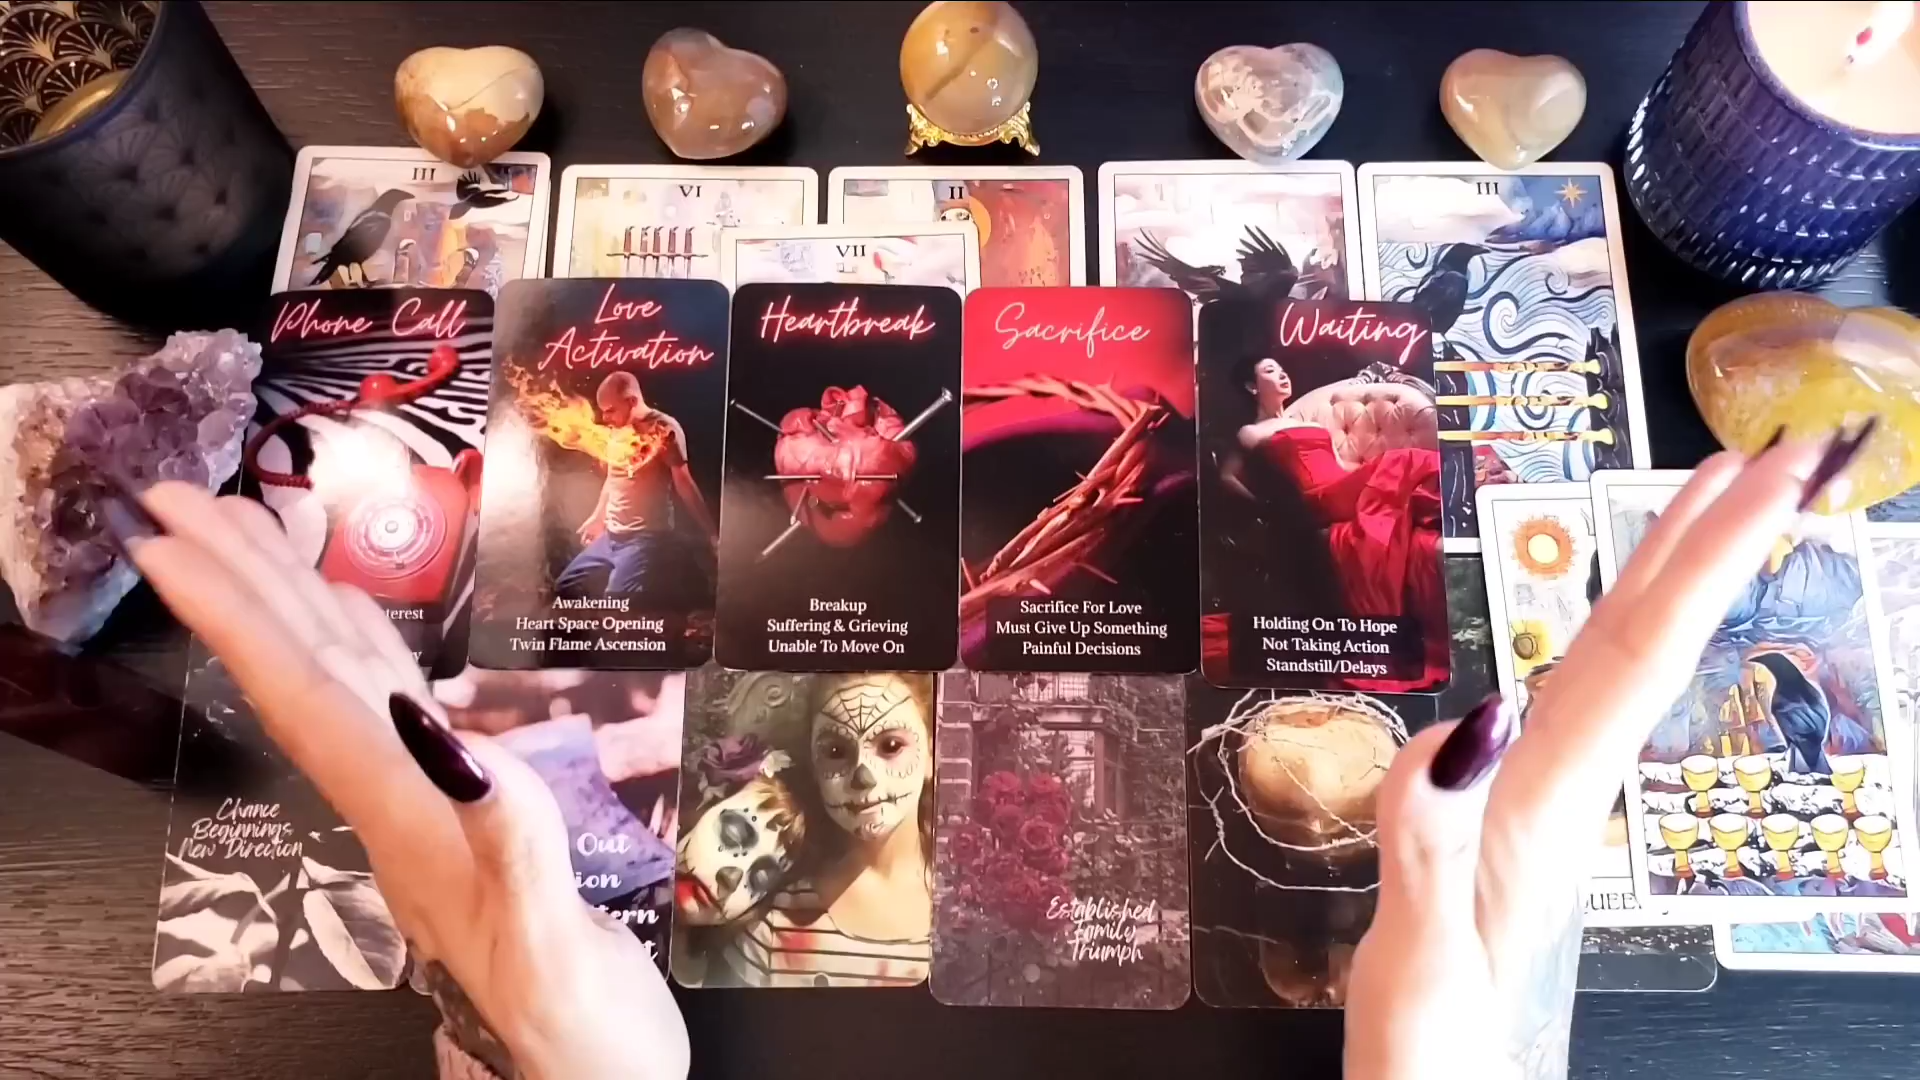 III
VI
II
III
VII
Phone Call
Love
Activation
Heartbreak
Sacrifice
Waiting
Awakening
Heart Space Opening
Twin Flame Ascension
Breakup
Suffering & Grieving
Unable To Move On
Sacrifice For Love
Must Give Up Something
Painful Decisions
Holding On To Hope
Not Taking Action
Standstill/Delays
Chance
Beginnings
New Direction
Out
Established
Family
Triumph